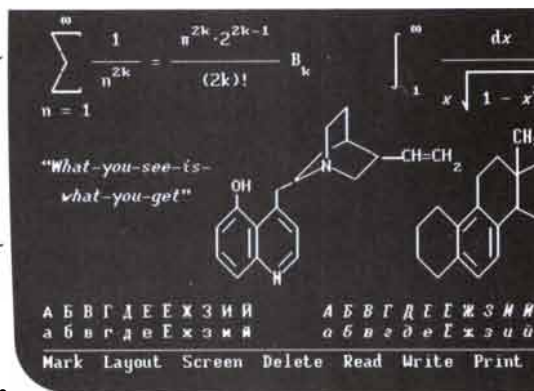 ∞ ∑ n = 1 1 / n^2k = π^2k · 2^2k−1 / (2k)! B_k
∫ 1 ∞ dx / x √ 1 − x
"What-you-see-is-
what-you-get"
CH=CH2
CH
OH
N
N
А Б В Г Д Е Ё Ж З И Й
а б в г д е ё ж з и й
А Б В Г Д Е Ё Ж З И Й
а б в г д е ё ж з и й
Mark Layout Screen Delete Read Write Print